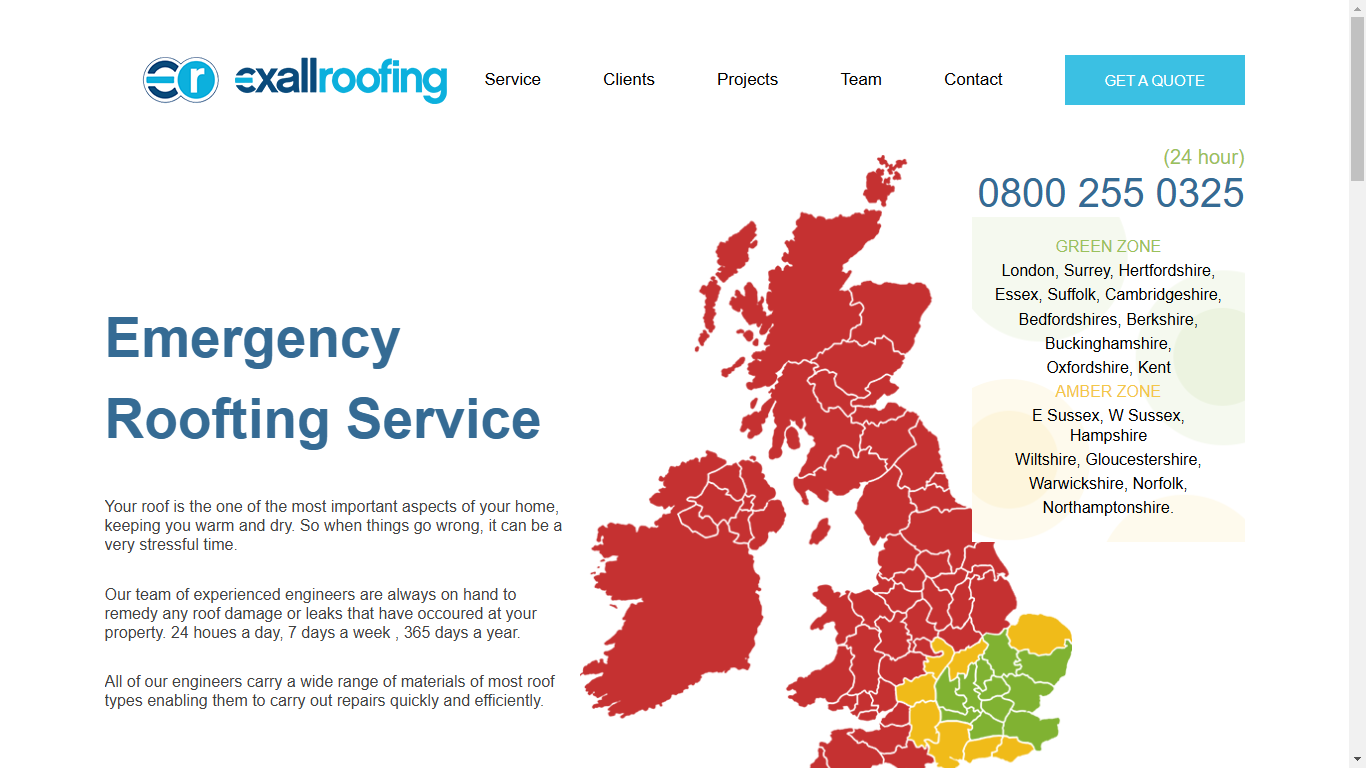 er exallroofing
Service
Clients
Projects
Team
Contact
GET A QUOTE
(24 hour)
0800 255 0325
GREEN ZONE
London, Surrey, Hertfordshire,
Essex, Suffolk, Cambridgeshire,
Bedfordshires, Berkshire,
Buckinghamshire,
Oxfordshire, Kent
AMBER ZONE
E Sussex, W Sussex,
Hampshire
Wiltshire, Gloucestershire,
Warwickshire, Norfolk,
Northamptonshire.
Emergency
Roofting Service
Your roof is the one of the most important aspects of your home,
keeping you warm and dry. So when things go wrong, it can be a
very stressful time.
Our team of experienced engineers are always on hand to
remedy any roof damage or leaks that have occoured at your
property. 24 houes a day, 7 days a week , 365 days a year.
All of our engineers carry a wide range of materials of most roof
types enabling them to carry out repairs quickly and efficiently.